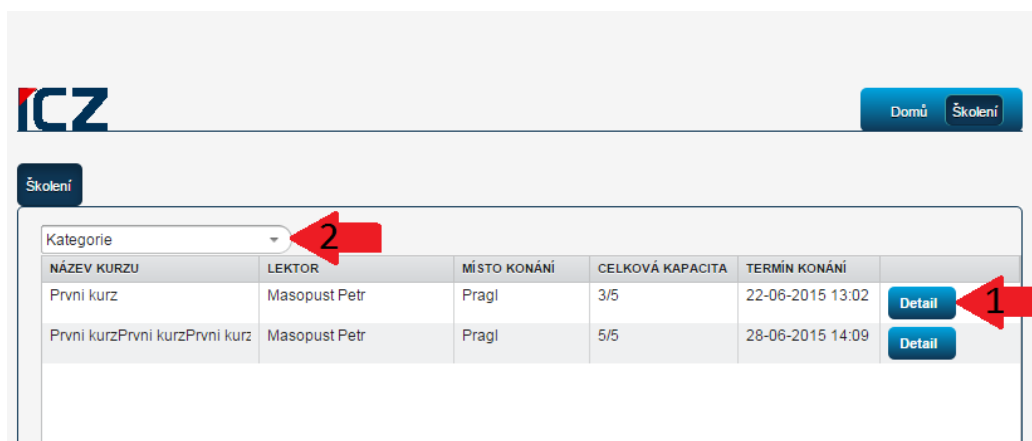 ICZ
Domů Školení
Školení
Kategorie 2
NÁZEV KURZU LEKTOR MÍSTO KONÁNÍ CELKOVÁ KAPACITA TERMÍN KONÁNÍ
Prvni kurz Masopust Petr Pragl 3/5 22-06-2015 13:02 Detail 1
Prvni kurzPrvni kurzPrvni kurz Masopust Petr Pragl 5/5 28-06-2015 14:09 Detail